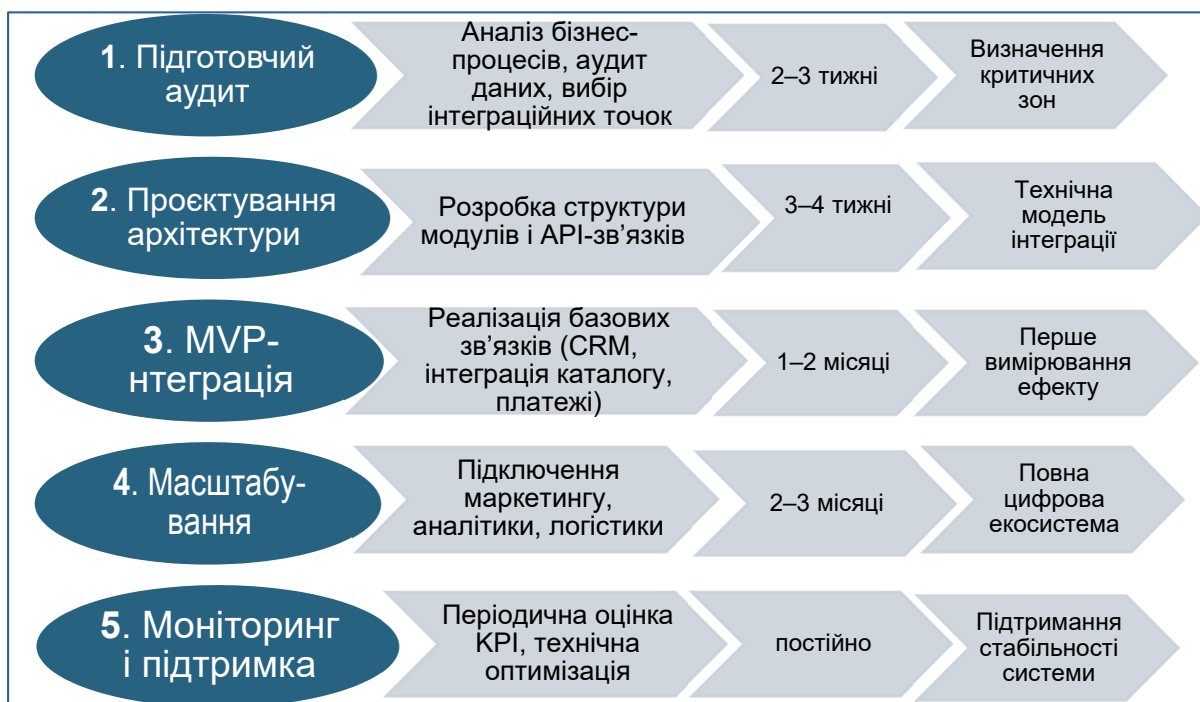 1. Підготовчий
аудит
Аналіз бізнес-
процесів, аудит
даних, вибір
інтеграційних точок
2–3 тижні
Визначення
критичних
зон
2. Проєктування
архітектури
Розробка структури
модулів і API-зв’язків
3–4 тижні
Технічна
модель
інтеграції
3. MVP-
нтеграція
Реалізація базових
зв’язків (CRM,
інтеграція каталогу,
платежі)
1–2 місяці
Перше
вимірювання
ефекту
4. Масштабу-
вання
Підключення
маркетингу,
аналітики, логістики
2–3 місяці
Повна
цифрова
екосистема
5. Моніторинг
і підтримка
Періодична оцінка
KPI, технічна
оптимізація
постійно
Підтримання
стабільності
системи